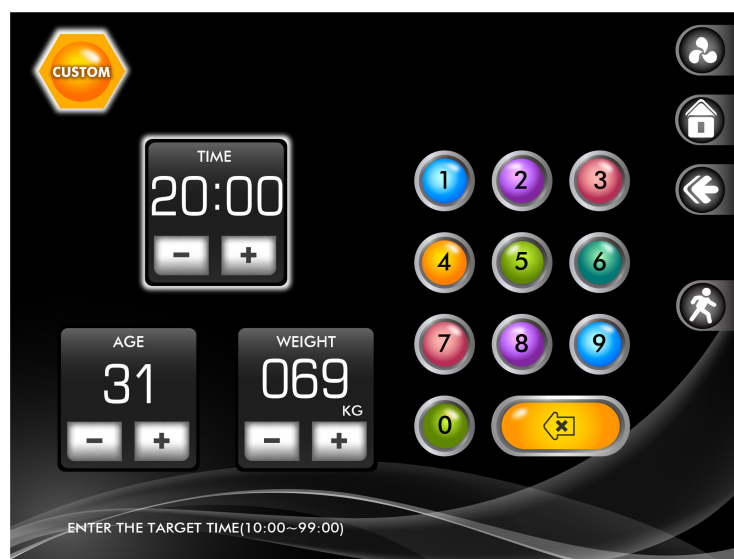 CUSTOM
TIME
20:00
- +
AGE
31
- +
WEIGHT
069
KG
- +
1 2 3
4 5 6
7 8 9
0
ENTER THE TARGET TIME(10:00~99:00)